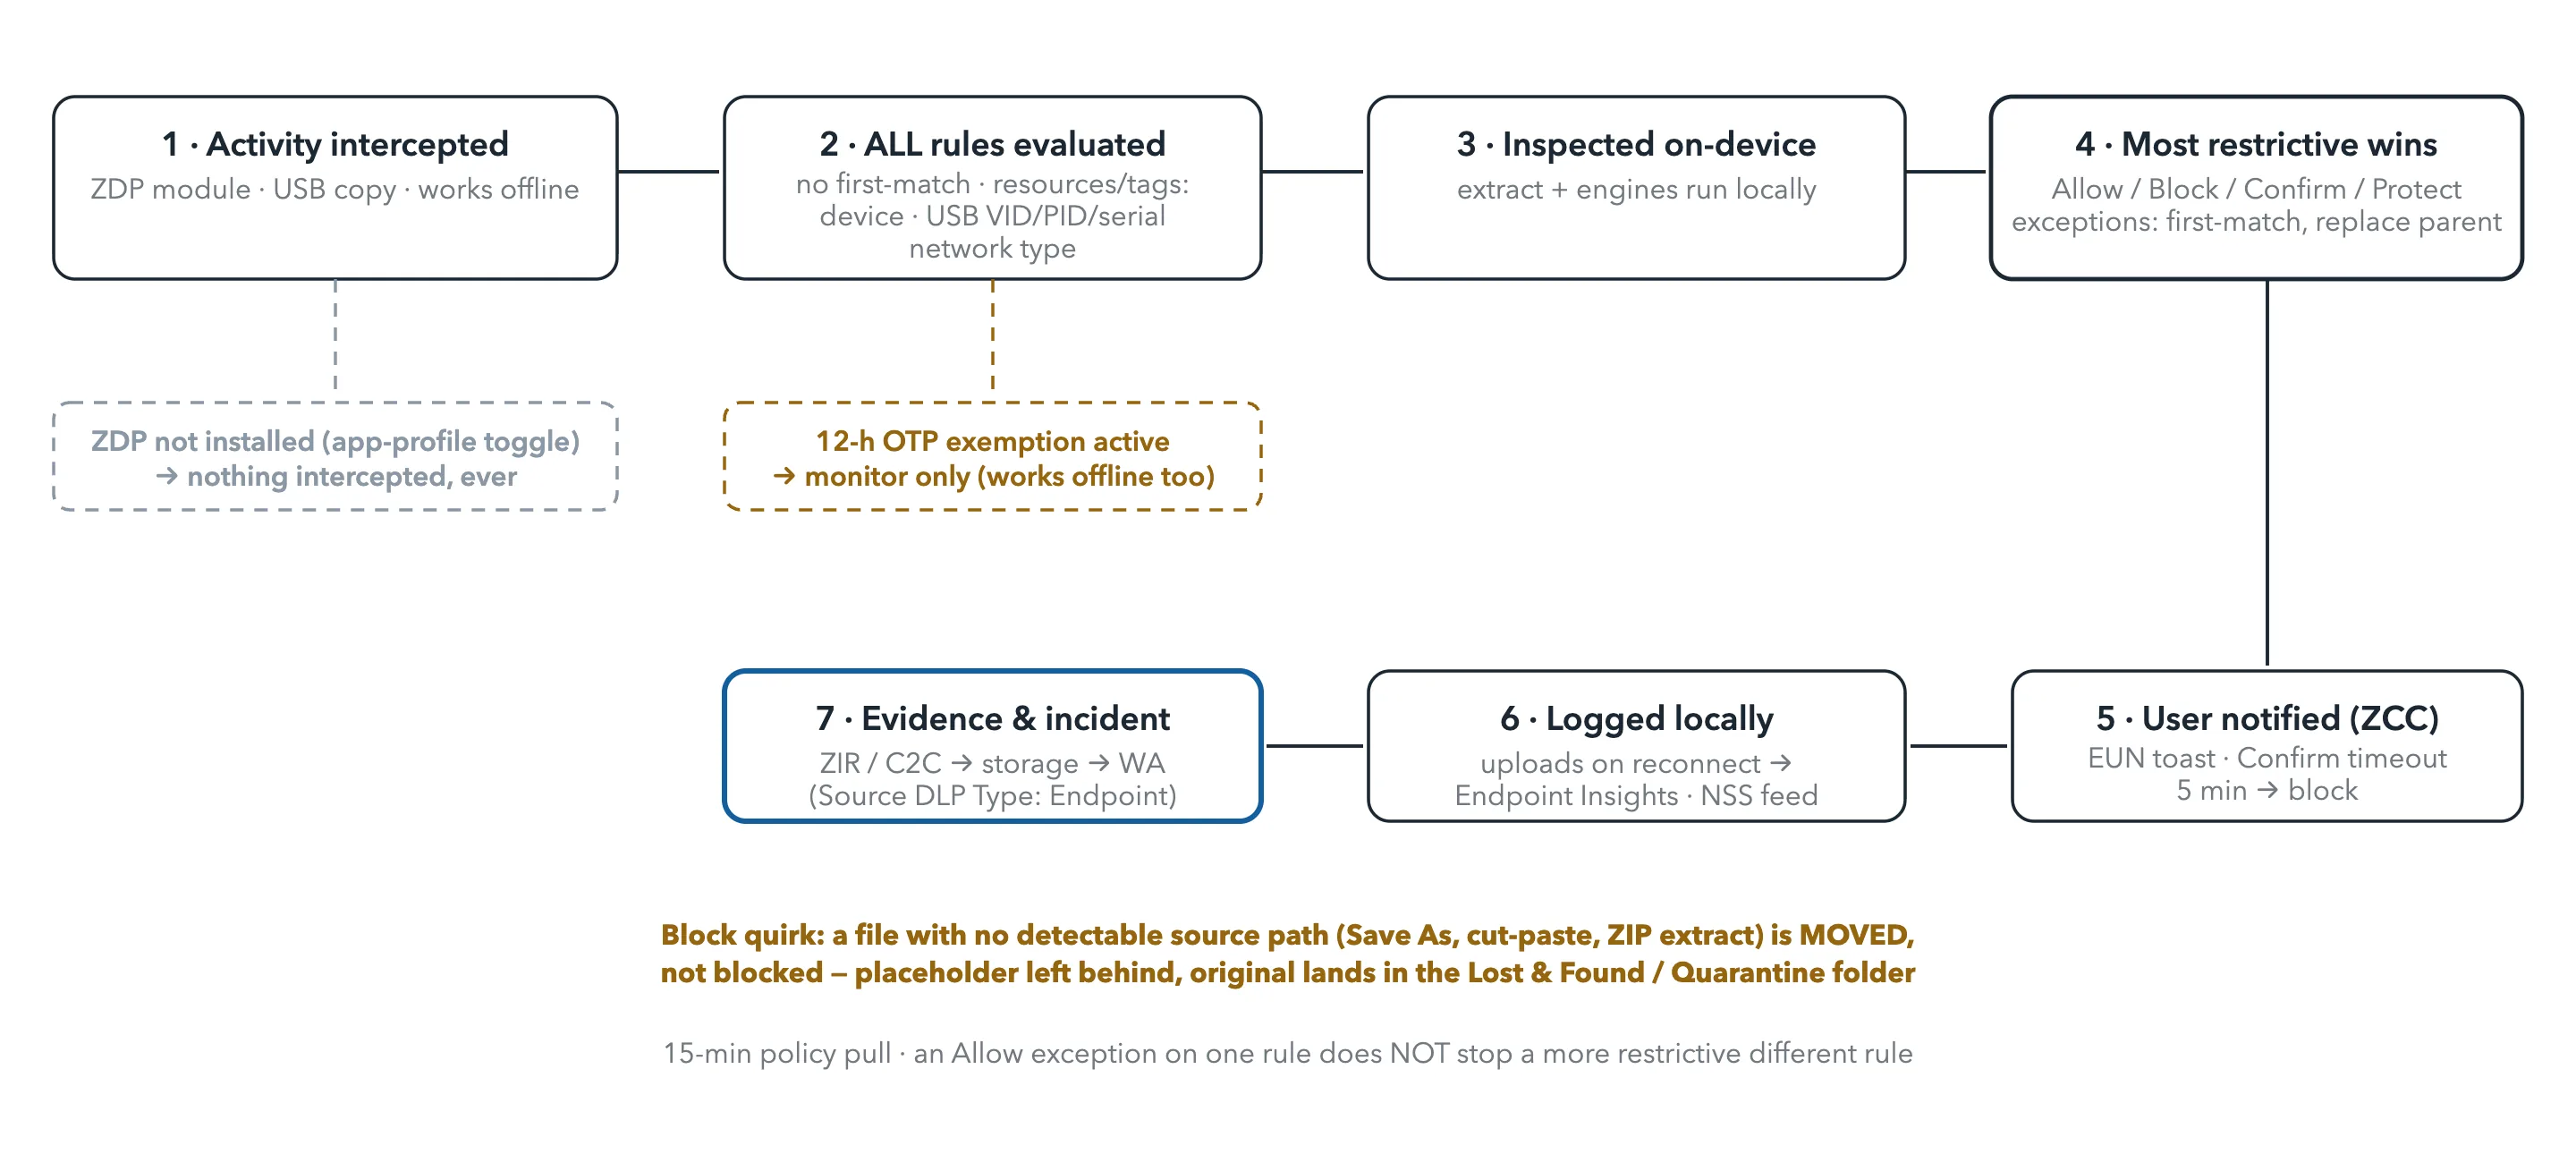 1 · Activity intercepted
ZDP module · USB copy · works offline
2 · ALL rules evaluated
no first-match · resources/tags:
device · USB VID/PID/serial
network type
3 · Inspected on-device
extract + engines run locally
4 · Most restrictive wins
Allow / Block / Confirm / Protect
exceptions: first-match, replace parent
ZDP not installed (app-profile toggle)
→ nothing intercepted, ever
12-h OTP exemption active
→ monitor only (works offline too)
7 · Evidence & incident
ZIR / C2C → storage → WA
(Source DLP Type: Endpoint)
6 · Logged locally
uploads on reconnect →
Endpoint Insights · NSS feed
5 · User notified (ZCC)
EUN toast · Confirm timeout
5 min → block
Block quirk: a file with no detectable source path (Save As, cut-paste, ZIP extract) is MOVED,
not blocked — placeholder left behind, original lands in the Lost & Found / Quarantine folder
15-min policy pull · an Allow exception on one rule does NOT stop a more restrictive different rule